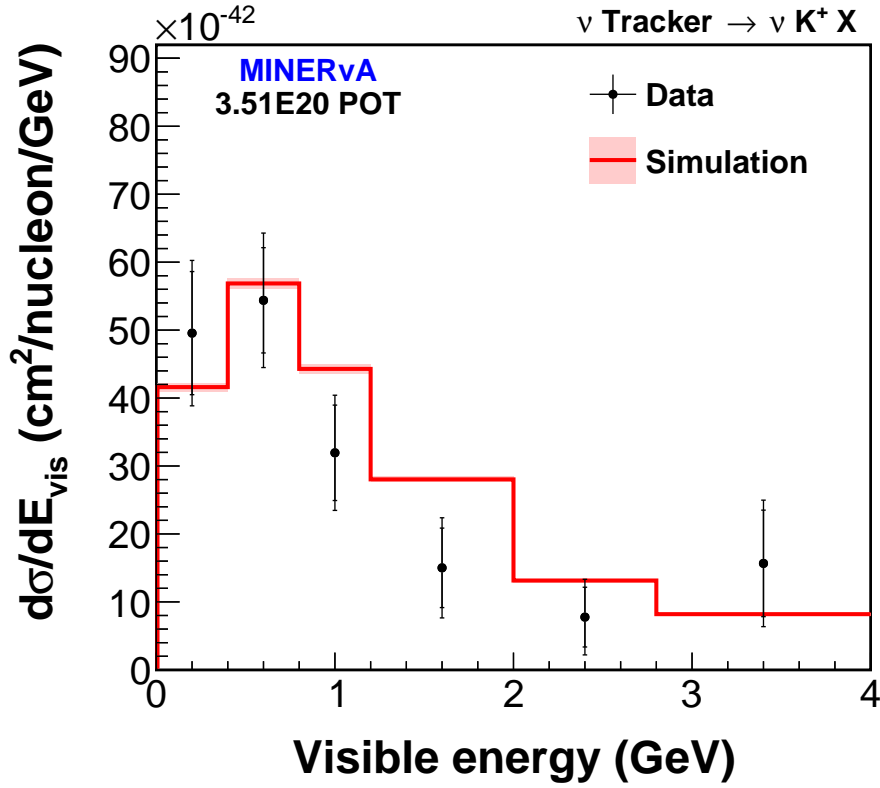 ×10⁻⁴²
ν Tracker → ν K⁺ X
MINERvA
3.51E20 POT
Data
Simulation
90
80
70
60
50
40
30
20
10
0
dσ/dE_vis (cm²/nucleon/GeV)
0 1 2 3 4
Visible energy (GeV)